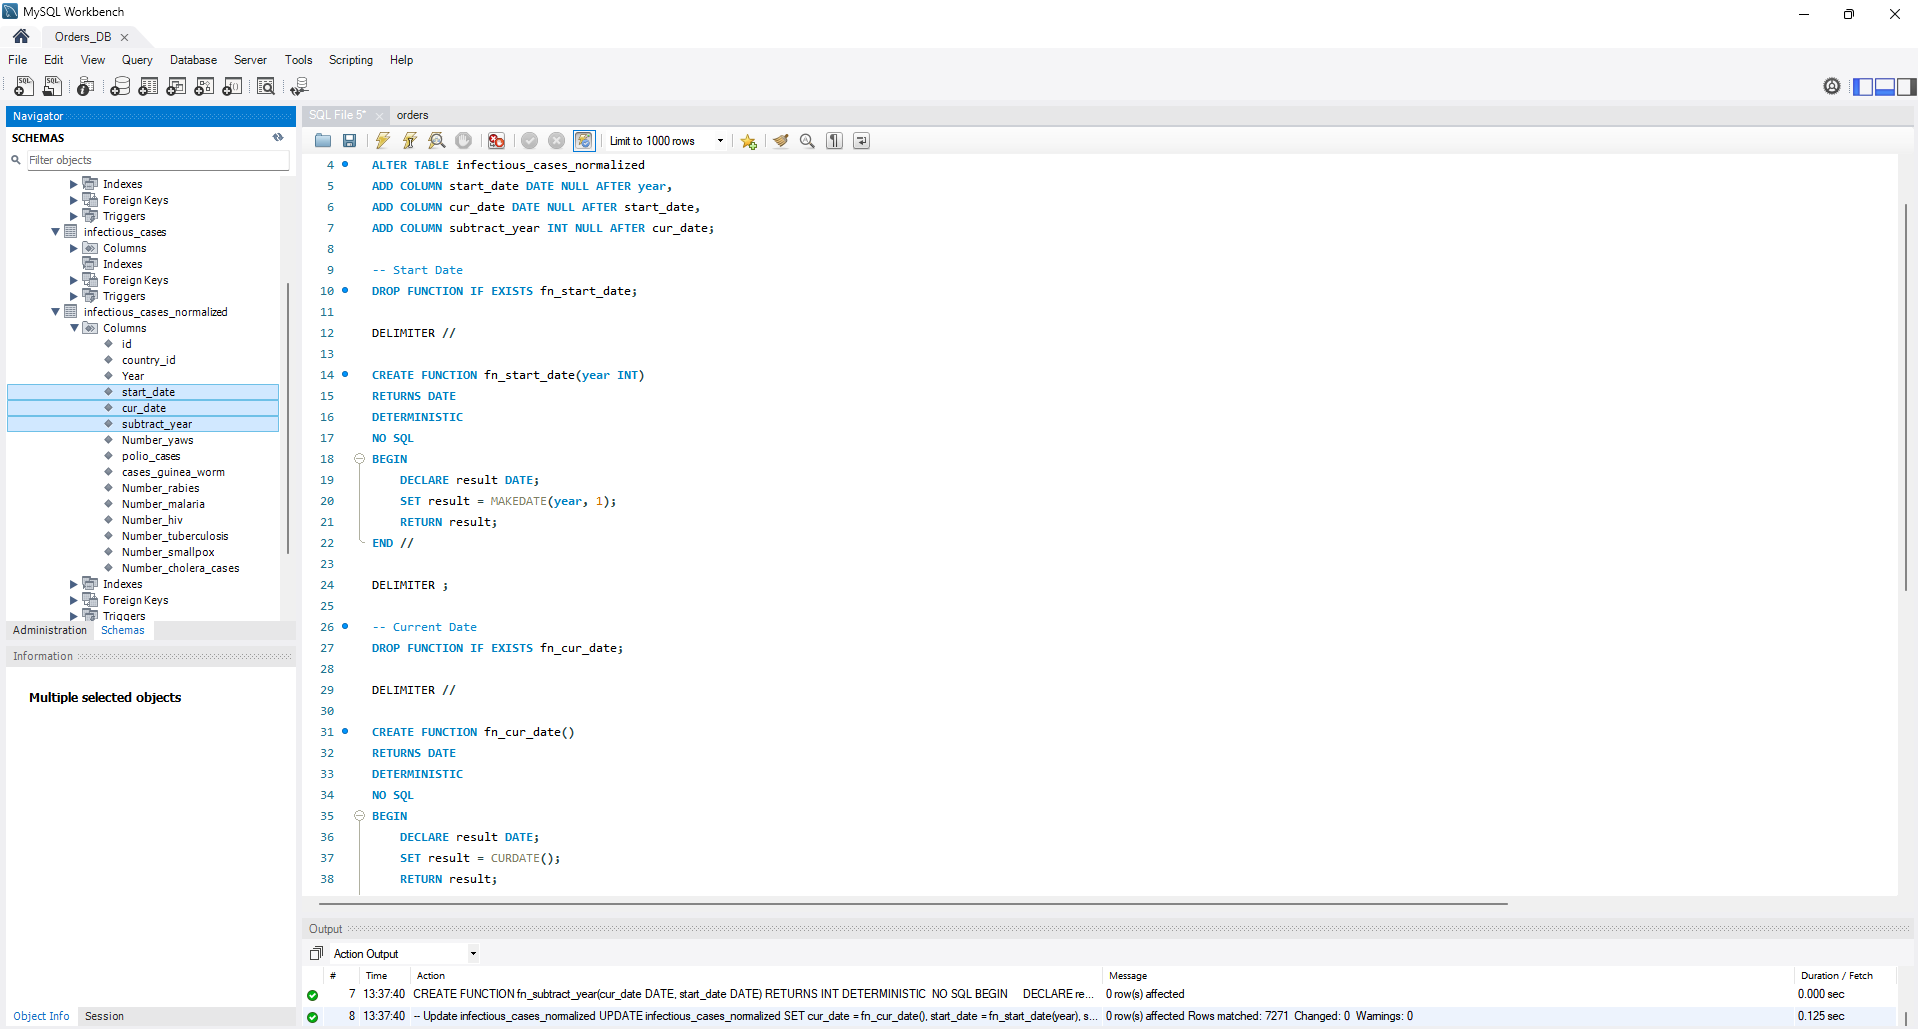 MySQL Workbench
Orders_DB
File Edit View Query Database Server Tools Scripting Help
Navigator
SCHEMAS
Filter objects
Indexes
Foreign Keys
Triggers
infectious_cases
Columns
Indexes
Foreign Keys
Triggers
infectious_cases_normalized
Columns
id
country_id
Year
start_date
cur_date
subtract_year
Number_yaws
polio_cases
cases_guinea_worm
Number_rabies
Number_malaria
Number_hiv
Number_tuberculosis
Number_smallpox
Number_cholera_cases
Indexes
Foreign Keys
Triggers
Administration Schemas
Information
Multiple selected objects
Object Info Session
SQL File 5* orders
Limit to 1000 rows
4 ALTER TABLE infectious_cases_normalized
5 ADD COLUMN start_date DATE NULL AFTER year,
6 ADD COLUMN cur_date DATE NULL AFTER start_date,
7 ADD COLUMN subtract_year INT NULL AFTER cur_date;
8
9 -- Start Date
10 DROP FUNCTION IF EXISTS fn_start_date;
11
12 DELIMITER //
13
14 CREATE FUNCTION fn_start_date(year INT)
15 RETURNS DATE
16 DETERMINISTIC
17 NO SQL
18 BEGIN
19 DECLARE result DATE;
20 SET result = MAKEDATE(year, 1);
21 RETURN result;
22 END //
23
24 DELIMITER ;
25
26 -- Current Date
27 DROP FUNCTION IF EXISTS fn_cur_date;
28
29 DELIMITER //
30
31 CREATE FUNCTION fn_cur_date()
32 RETURNS DATE
33 DETERMINISTIC
34 NO SQL
35 BEGIN
36 DECLARE result DATE;
37 SET result = CURDATE();
38 RETURN result;
Output
Action Output
# Time Action Message Duration / Fetch
7 13:37:40 CREATE FUNCTION fn_subtract_year(cur_date DATE, start_date DATE) RETURNS INT DETERMINISTIC NO SQL BEGIN DECLARE re... 0 row(s) affected 0.000 sec
8 13:37:40 -- Update infectious_cases_normalized UPDATE infectious_cases_normalized SET cur_date = fn_cur_date(), start_date = fn_start_date(year), s... 0 row(s) affected Rows matched: 7271 Changed: 0 Warnings: 0 0.125 sec